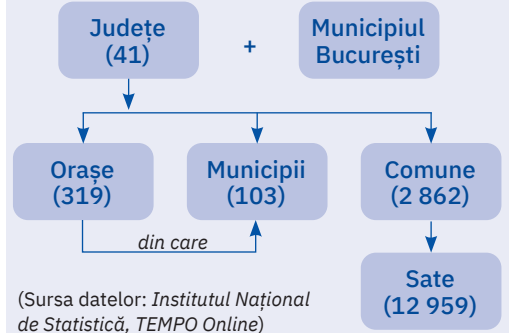 Județe
(41)
+
Municipiul
București
Orașe
(319)
Municipii
(103)
Comune
(2 862)
din care
Sate
(12 959)
(Sursa datelor: Institutul Național
de Statistică, TEMPO Online)